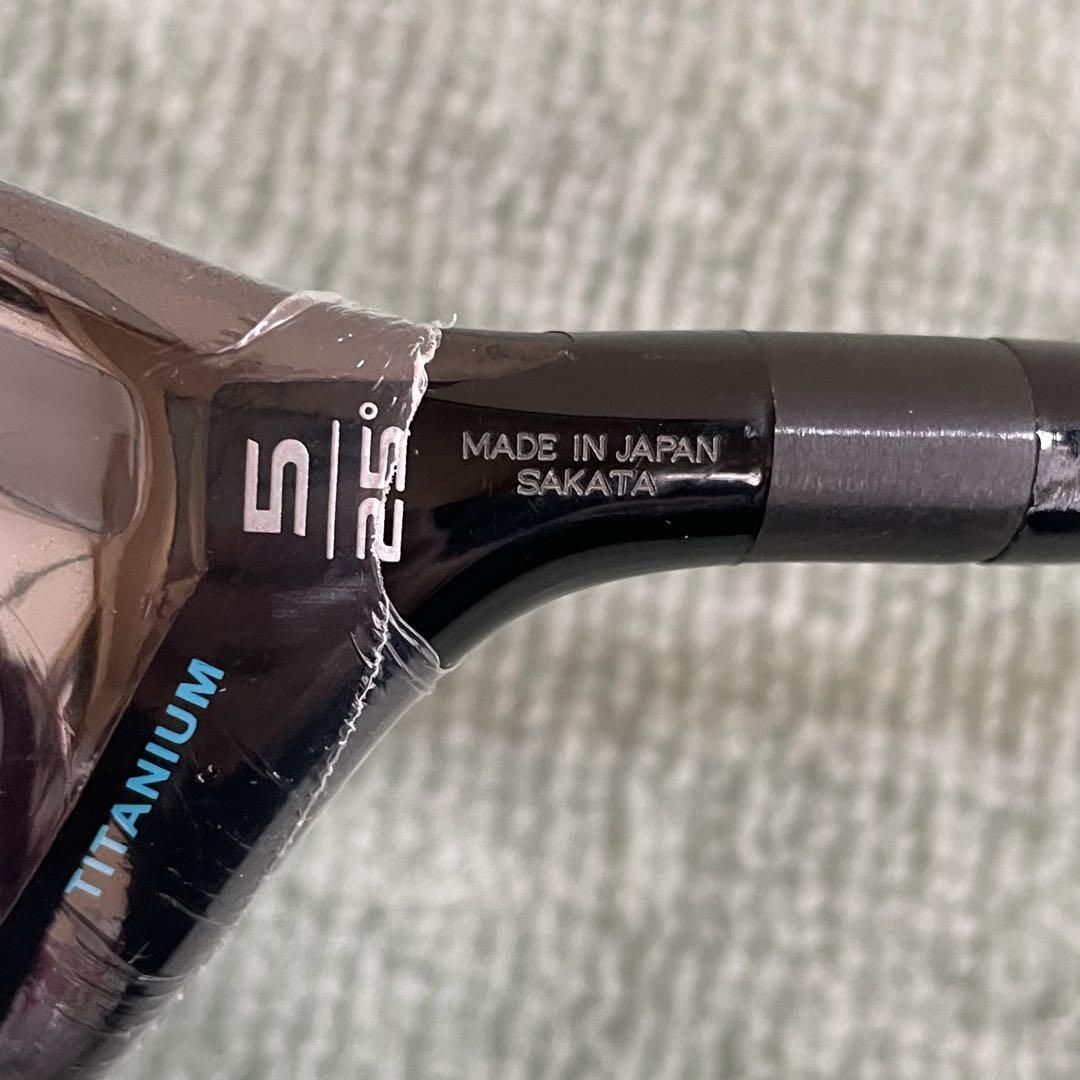 5
25°
MADE IN JAPAN
SAKATA
TITANIUM